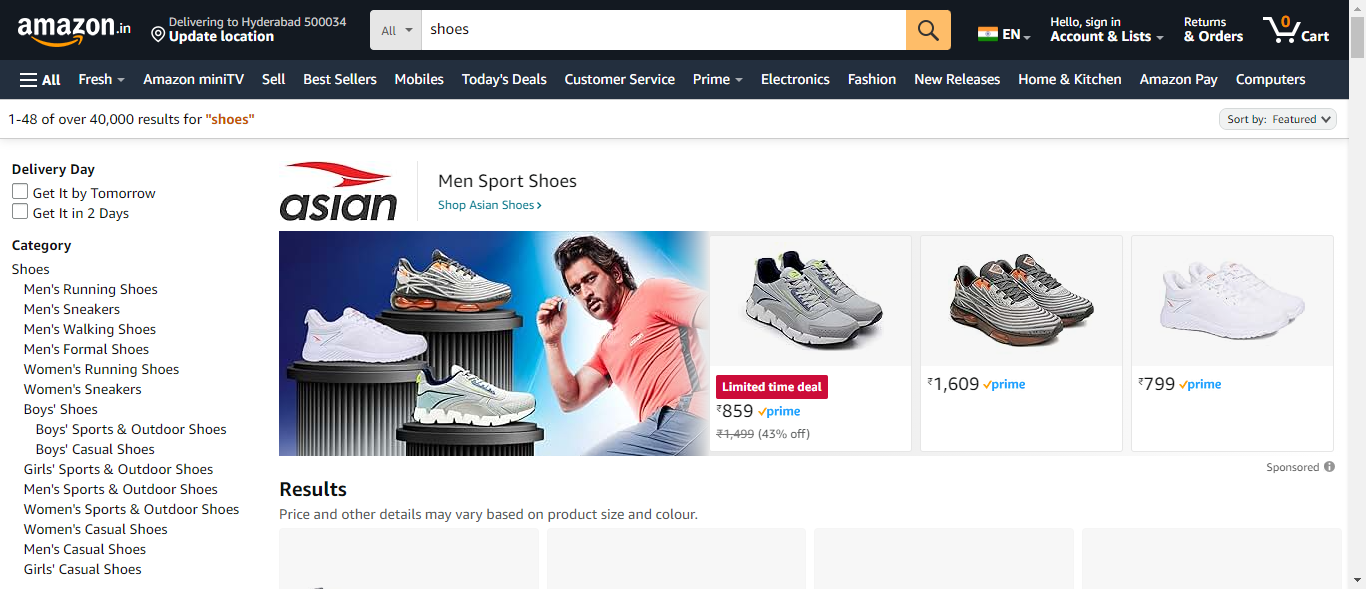 amazon.in
Delivering to Hyderabad 500034
Update location
All
shoes
EN
Hello, sign in
Account & Lists
Returns
& Orders
0
Cart
All
Fresh
Amazon miniTV
Sell
Best Sellers
Mobiles
Today's Deals
Customer Service
Prime
Electronics
Fashion
New Releases
Home & Kitchen
Amazon Pay
Computers
1-48 of over 40,000 results for "shoes"
Sort by: Featured
Delivery Day
Get It by Tomorrow
Get It in 2 Days
Category
Shoes
Men's Running Shoes
Men's Sneakers
Men's Walking Shoes
Men's Formal Shoes
Women's Running Shoes
Women's Sneakers
Boys' Shoes
Boys' Sports & Outdoor Shoes
Boys' Casual Shoes
Girls' Sports & Outdoor Shoes
Men's Sports & Outdoor Shoes
Women's Sports & Outdoor Shoes
Women's Casual Shoes
Men's Casual Shoes
Girls' Casual Shoes
asian
Men Sport Shoes
Shop Asian Shoes ›
Limited time deal
₹859 prime
₹1,499 (43% off)
₹1,609 prime
₹799 prime
Sponsored
Results
Price and other details may vary based on product size and colour.